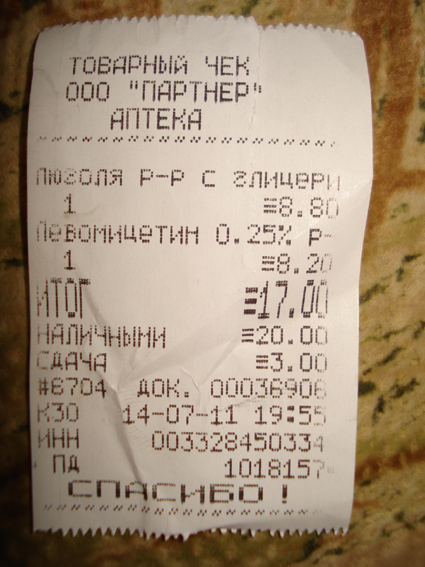 ТОВАРНЫЙ ЧЕК
ООО "ПАРТНЕР"
АПТЕКА
Люголя р-р с глицери
1 ≡8.80
Левомицетин 0.25% р-
1 ≡8.20
ИТОГ ≡17.00
НАЛИЧНЫМИ ≡20.00
СДАЧА ≡3.00
#6704 ДОК. 00036906
К30 14-07-11 19:55
ИНН 003328450334
ПД 1018157
СПАСИБО!